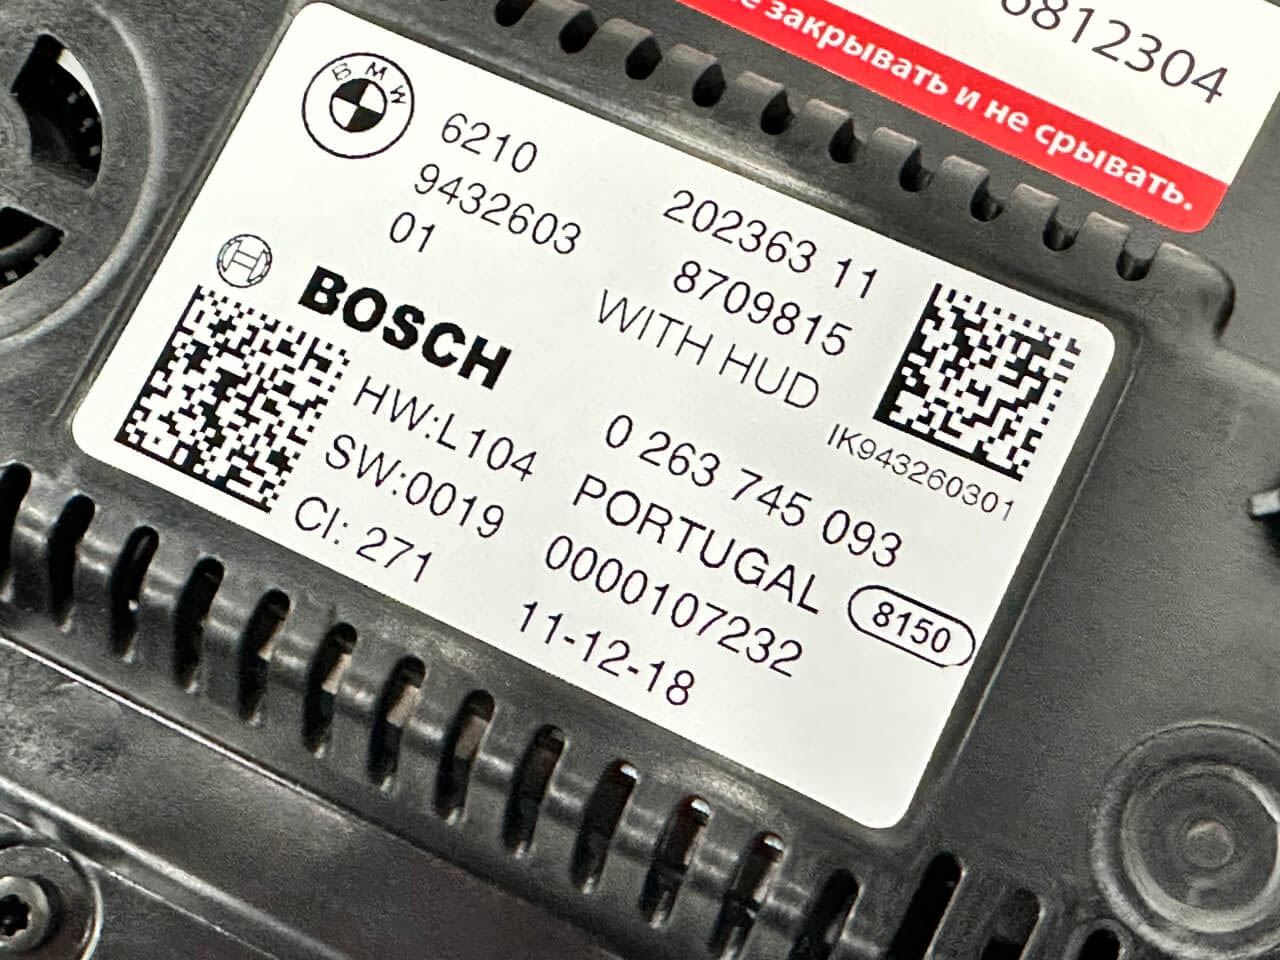 6812304
не закрывать и не срывать.
BMW
6210
9432603
01
202363 11
8709815
WITH HUD
IK943260301
BOSCH
HW:L104
SW:0019
CI: 271
0 263 745 093
PORTUGAL
8150
0000107232
11-12-18